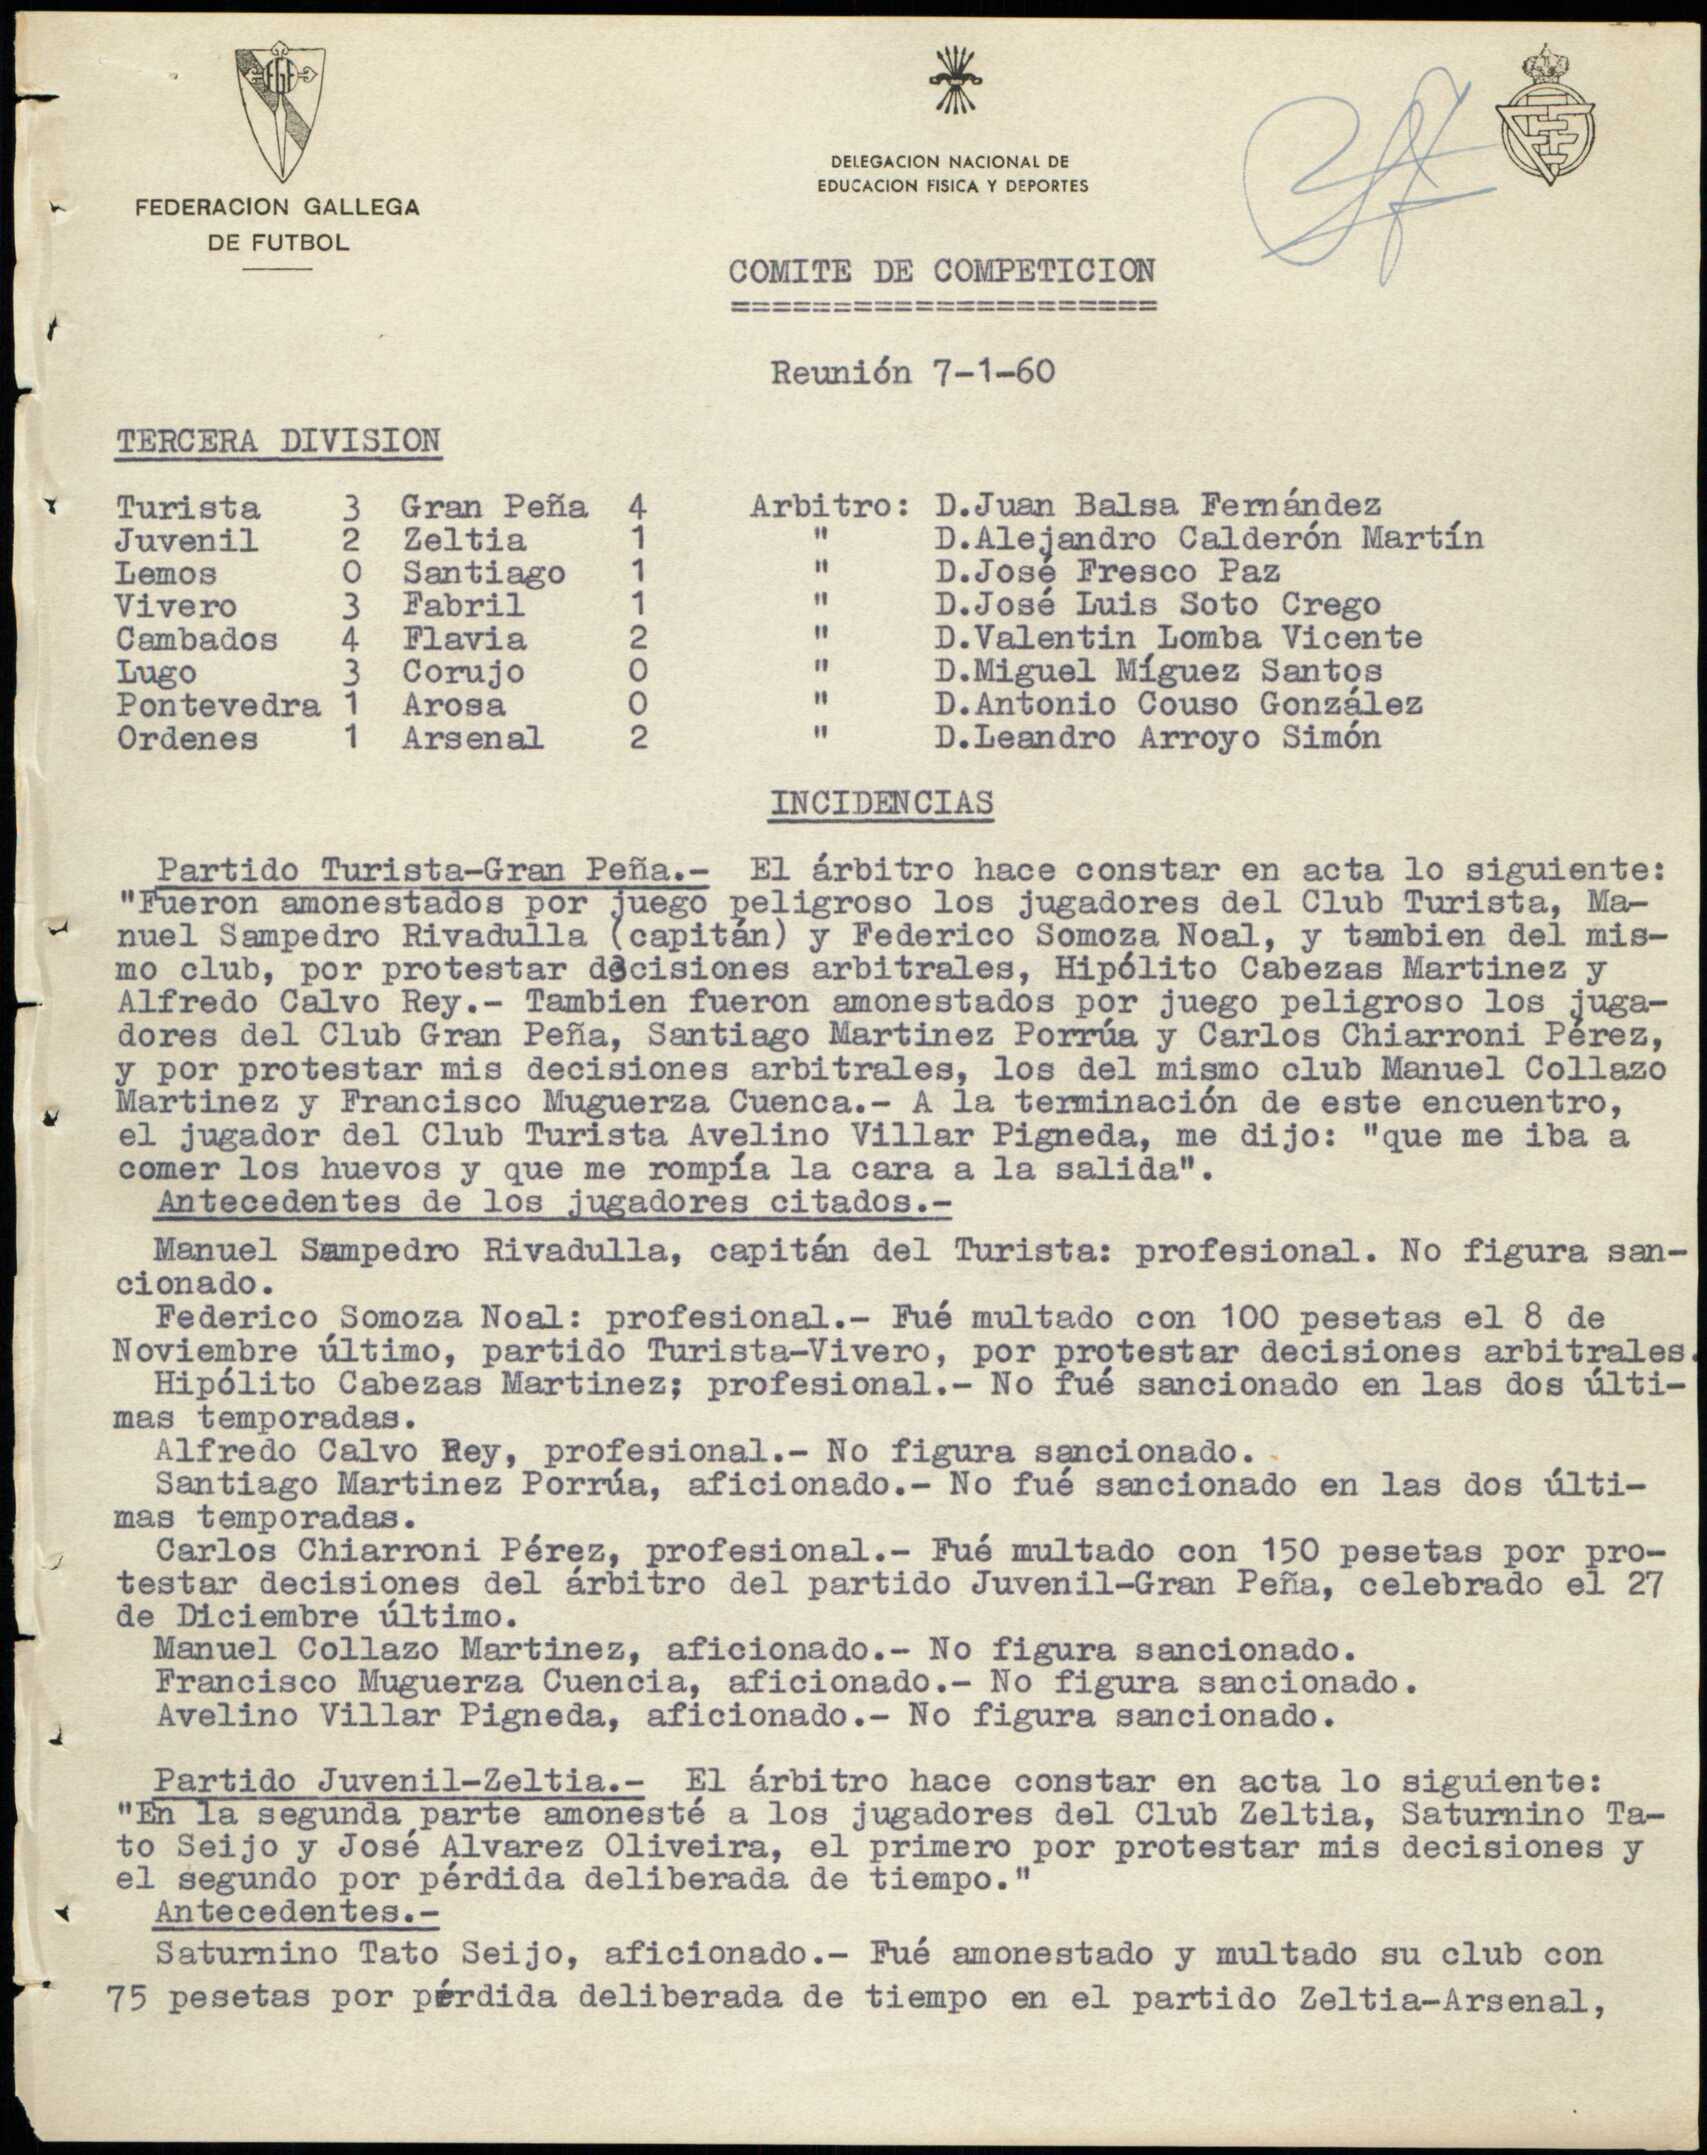 FGF
FEDERACION GALLEGA
DE FUTBOL
DELEGACION NACIONAL DE
EDUCACION FISICA Y DEPORTES
COMITE DE COMPETICION
=====================
Reunión 7-1-60
TERCERA DIVISION
Turista 3 Gran Peña 4 Arbitro: D.Juan Balsa Fernández
Juvenil 2 Zeltia 1 " D.Alejandro Calderón Martín
Lemos 0 Santiago 1 " D.José Fresco Paz
Vivero 3 Fabril 1 " D.José Luis Soto Crego
Cambados 4 Flavia 2 " D.Valentin Lomba Vicente
Lugo 3 Corujo 0 " D.Miguel Míguez Santos
Pontevedra 1 Arosa 0 " D.Antonio Couso González
Ordenes 1 Arsenal 2 " D.Leandro Arroyo Simón
INCIDENCIAS
Partido Turista-Gran Peña.- El árbitro hace constar en acta lo siguiente:
"Fueron amonestados por juego peligroso los jugadores del Club Turista, Ma-
nuel Sampedro Rivadulla (capitán) y Federico Somoza Noal, y tambien del mis-
mo club, por protestar decisiones arbitrales, Hipólito Cabezas Martinez y
Alfredo Calvo Rey.- Tambien fueron amonestados por juego peligroso los juga-
dores del Club Gran Peña, Santiago Martinez Porrúa y Carlos Chiarroni Pérez,
y por protestar mis decisiones arbitrales, los del mismo club Manuel Collazo
Martinez y Francisco Muguerza Cuenca.- A la terminación de este encuentro,
el jugador del Club Turista Avelino Villar Pigneda, me dijo: "que me iba a
comer los huevos y que me rompía la cara a la salida".
Antecedentes de los jugadores citados.-
Manuel Sampedro Rivadulla, capitán del Turista: profesional. No figura san-
cionado.
Federico Somoza Noal: profesional.- Fué multado con 100 pesetas el 8 de
Noviembre último, partido Turista-Vivero, por protestar decisiones arbitrales.
Hipólito Cabezas Martinez; profesional.- No fué sancionado en las dos últi-
mas temporadas.
Alfredo Calvo Rey, profesional.- No figura sancionado.
Santiago Martinez Porrúa, aficionado.- No fué sancionado en las dos últi-
mas temporadas.
Carlos Chiarroni Pérez, profesional.- Fué multado con 150 pesetas por pro-
testar decisiones del árbitro del partido Juvenil-Gran Peña, celebrado el 27
de Diciembre último.
Manuel Collazo Martinez, aficionado.- No figura sancionado.
Francisco Muguerza Cuencia, aficionado.- No figura sancionado.
Avelino Villar Pigneda, aficionado.- No figura sancionado.
Partido Juvenil-Zeltia.- El árbitro hace constar en acta lo siguiente:
"En la segunda parte amonesté a los jugadores del Club Zeltia, Saturnino Ta-
to Seijo y José Alvarez Oliveira, el primero por protestar mis decisiones y
el segundo por pérdida deliberada de tiempo."
Antecedentes.-
Saturnino Tato Seijo, aficionado.- Fué amonestado y multado su club con
75 pesetas por pérdida deliberada de tiempo en el partido Zeltia-Arsenal,